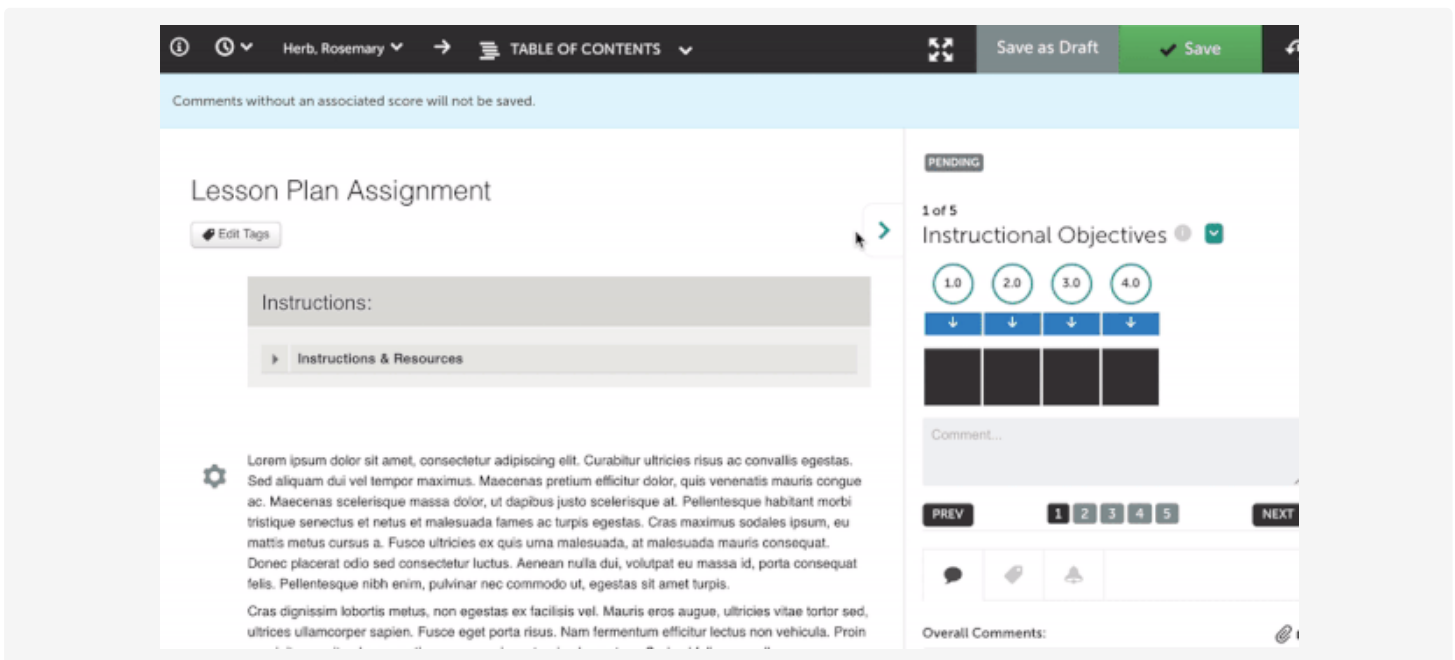 Herb, Rosemary
TABLE OF CONTENTS
Save as Draft
Save
Comments without an associated score will not be saved.
Lesson Plan Assignment
Edit Tags
Instructions:
Instructions & Resources
Lorem ipsum dolor sit amet, consectetur adipiscing elit. Curabitur ultricies risus ac convallis egestas.
Sed aliquam dui vel tempor maximus. Maecenas pretium efficitur dolor, quis venenatis mauris congue
ac. Maecenas scelerisque massa dolor, ut dapibus justo scelerisque at. Pellentesque habitant morbi
tristique senectus et netus et malesuada fames ac turpis egestas. Cras maximus sodales ipsum, eu
mattis metus cursus a. Fusce ultricies ex quis urna malesuada, at malesuada mauris consequat.
Donec placerat odio sed consectetur luctus. Aenean nulla dui, volutpat eu massa id, porta consequat
felis. Pellentesque nibh enim, pulvinar nec commodo ut, egestas sit amet turpis.
Cras dignissim lobortis metus, non egestas ex facilisis vel. Mauris eros augue, ultricies vitae tortor sed,
ultrices ullamcorper sapien. Fusce eget porta risus. Nam fermentum efficitur lectus non vehicula. Proin
PENDING
1 of 5
Instructional Objectives
1.0 2.0 3.0 4.0
Comment...
PREV 1 2 3 4 5 NEXT
Overall Comments: